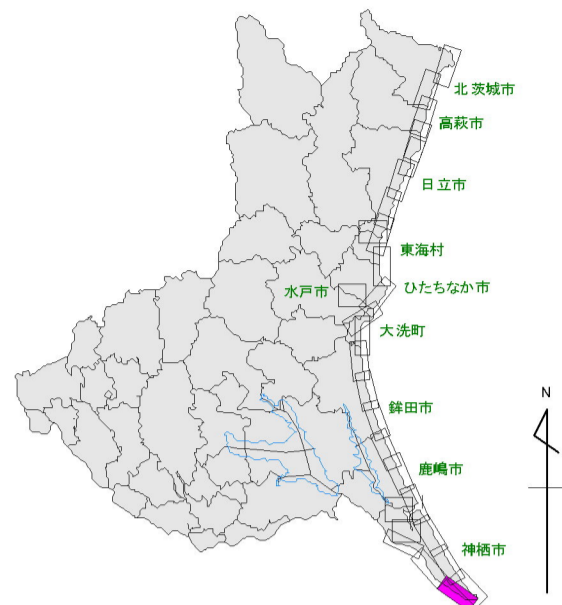 北茨城市
高萩市
日立市
東海村
水戸市
ひたちなか市
大洗町
鉾田市
N
鹿嶋市
神栖市